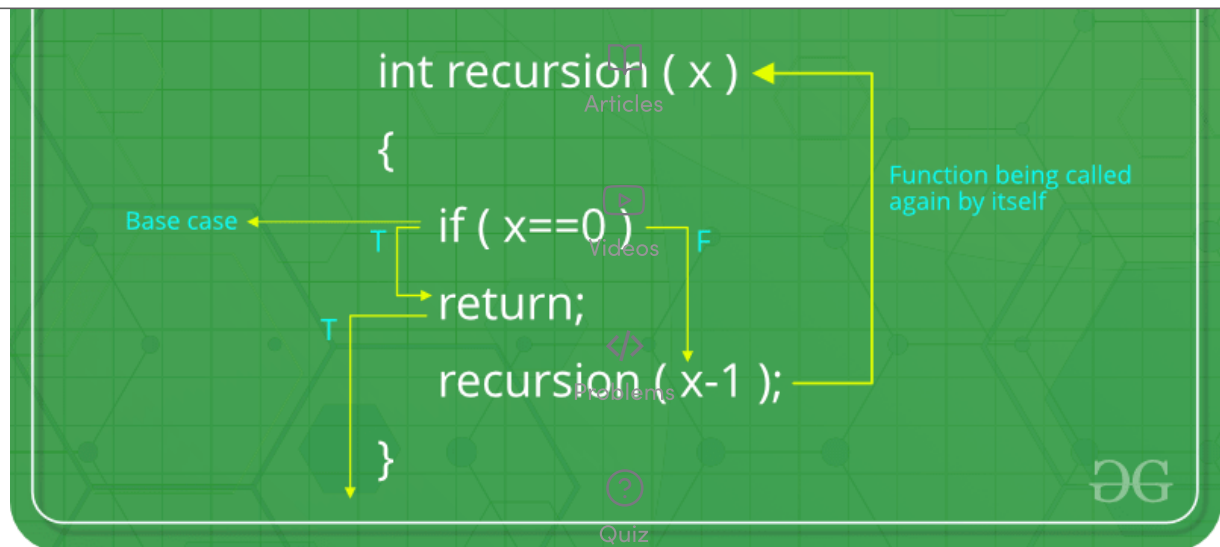 int recursion ( x )
Articles
{
Function being called
again by itself
Base case
T
if ( x==0 )
F
Videos
return;
T
recursion ( x-1 );
Problems
}
GG
Quiz